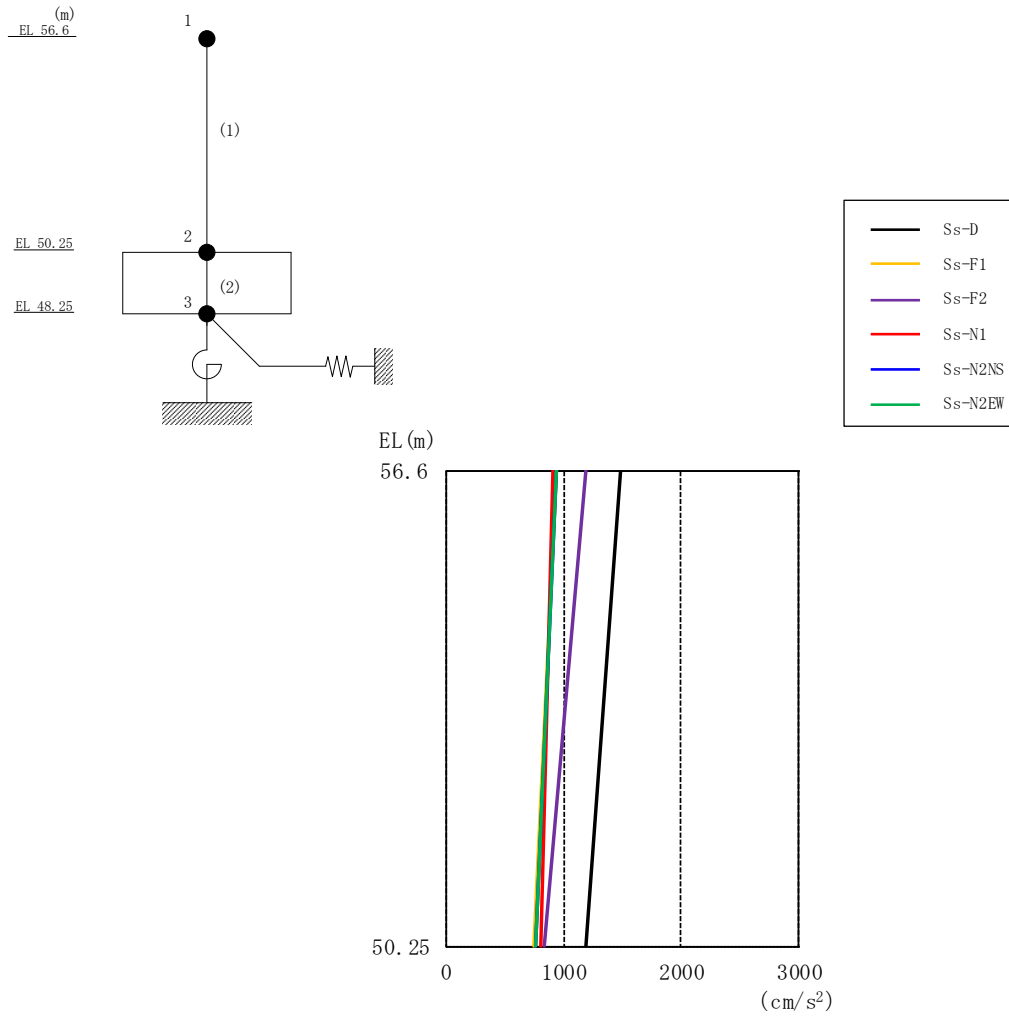 (m)
EL 56.6
1
(1)
EL 50.25
2
(2)
EL 48.25
3
Ss-D
Ss-F1
Ss-F2
Ss-N1
Ss-N2NS
Ss-N2EW
EL(m)
56.6
50.25
0 1000 2000 3000
(cm/s²)